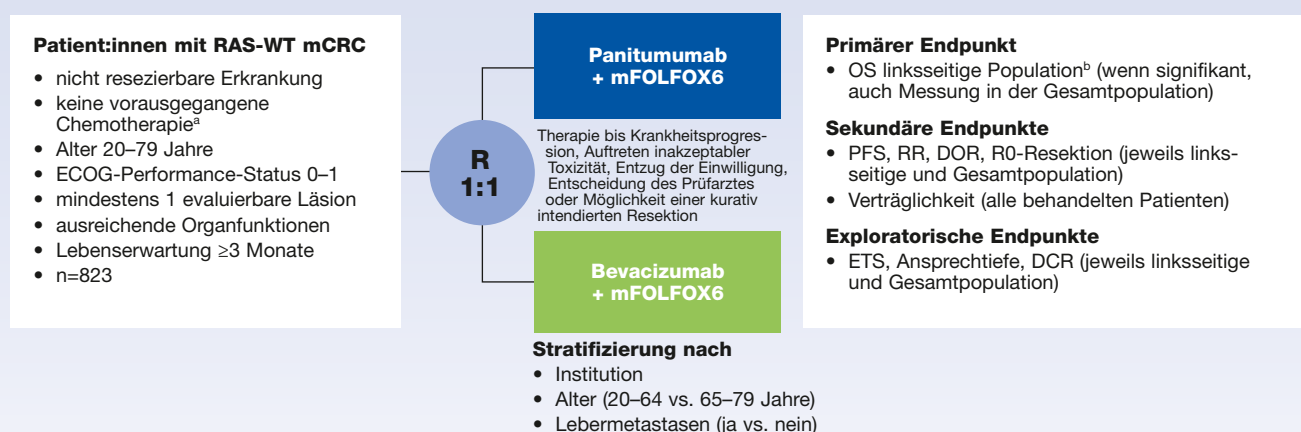 Patient:innen mit RAS-WT mCRC
• nicht resezierbare Erkrankung
• keine vorausgegangene
Chemotherapieᵃ
• Alter 20–79 Jahre
• ECOG-Performance-Status 0–1
• mindestens 1 evaluierbare Läsion
• ausreichende Organfunktionen
• Lebenserwartung ≥3 Monate
• n=823
R
1:1
Panitumumab
+ mFOLFOX6
Therapie bis Krankheitsprogres-
sion, Auftreten inakzeptabler
Toxizität, Entzug der Einwilligung,
Entscheidung des Prüfarztes
oder Möglichkeit einer kurativ
intendierten Resektion
Bevacizumab
+ mFOLFOX6
Stratifizierung nach
• Institution
• Alter (20–64 vs. 65–79 Jahre)
• Lebermetastasen (ja vs. nein)
Primärer Endpunkt
• OS linksseitige Populationᵇ (wenn signifikant,
auch Messung in der Gesamtpopulation)
Sekundäre Endpunkte
• PFS, RR, DOR, R0-Resektion (jeweils links-
seitige und Gesamtpopulation)
• Verträglichkeit (alle behandelten Patienten)
Exploratorische Endpunkte
• ETS, Ansprechtiefe, DCR (jeweils linksseitige
und Gesamtpopulation)